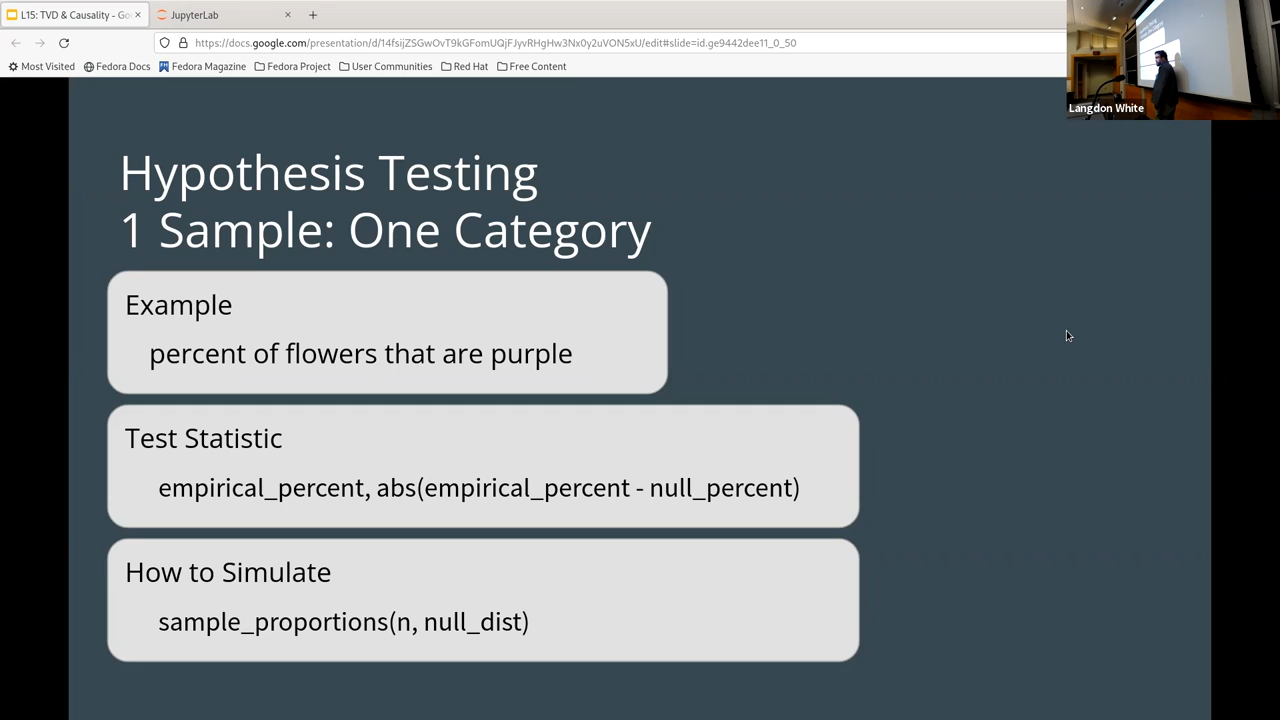 L15: TVD & Causality - Go
JupyterLab
https://docs.google.com/presentation/d/14fsijZSGwOvT9kGFomUQjFJyvRHgHw3Nx0y2uVON5xU/edit#slide=id.ge9442dee11_0_50
Most Visited Fedora Docs Fedora Magazine Fedora Project User Communities Red Hat Free Content
Langdon White
Hypothesis Testing
1 Sample: One Category
Example
percent of flowers that are purple
Test Statistic
empirical_percent, abs(empirical_percent - null_percent)
How to Simulate
sample_proportions(n, null_dist)